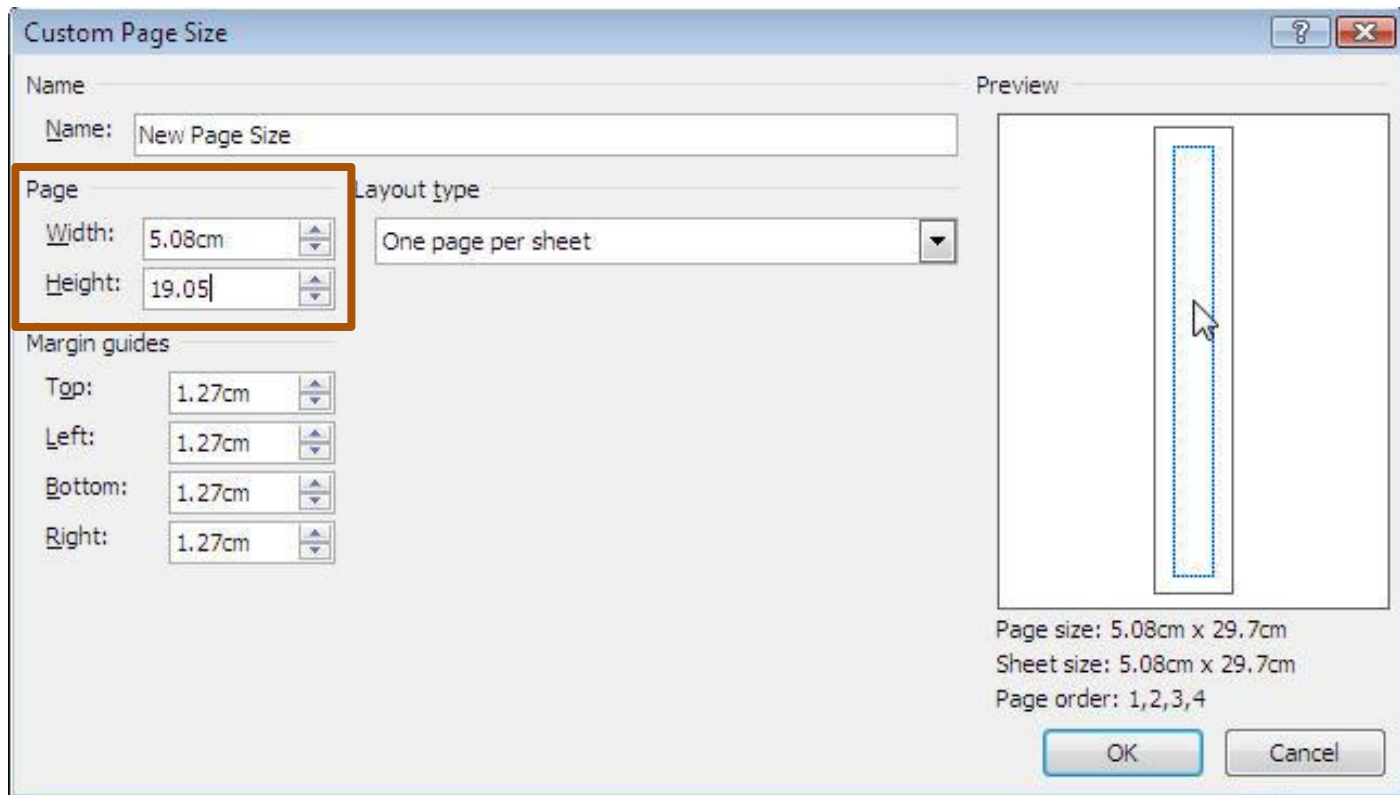 Custom Page Size
Name
Name: New Page Size
Page
Width: 5.08cm
Height: 19.05
Layout type
One page per sheet
Margin guides
Top: 1.27cm
Left: 1.27cm
Bottom: 1.27cm
Right: 1.27cm
Preview
Page size: 5.08cm x 29.7cm
Sheet size: 5.08cm x 29.7cm
Page order: 1,2,3,4
OK Cancel